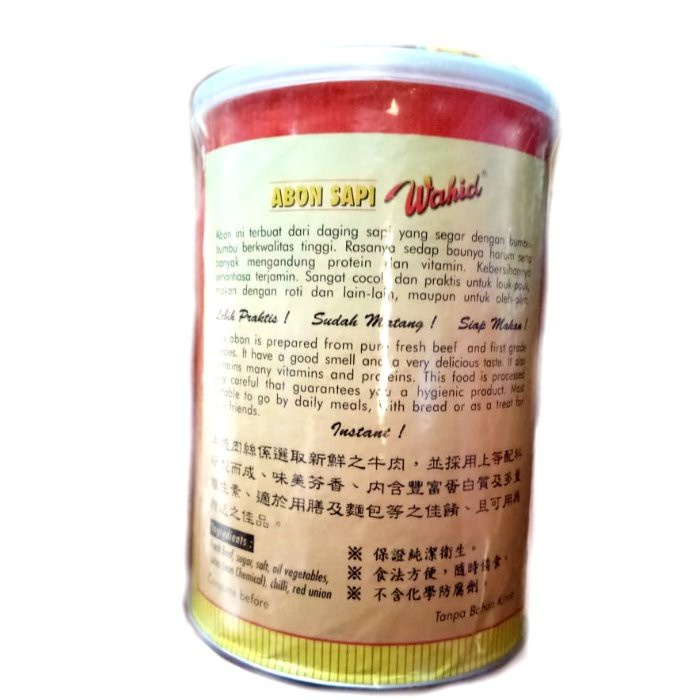 ABON SAPI Wahid®
Abon ini terbuat dari daging sapi yang segar dengan bumbu-
bumbu berkwalitas tinggi. Rasanya sedap baunya harum serta
banyak mengandung protein dan vitamin. Kebersihannya
senantiasa terjamin. Sangat cocok dan praktis untuk lauk-pauk,
makan dengan roti dan lain-lain, maupun untuk oleh-oleh.
Lebih Praktis ! Sudah Matang ! Siap Makan !
abon is prepared from pure fresh beef and first grade
It have a good smell and a very delicious taste. It also
many vitamins and proteins. This food is processed
careful that guarantees you a hygienic product. Most
to go by daily meals, with bread or as a treat for
friends.
Instant !
肉絲係選取新鮮之牛肉，並採用上等配料
而成、味美芬香、内含豐富蛋白質及多量
生素、適於用膳及麵包等之佳餚、且可用爲
之佳品。
Ingredients :
Fresh beef, sugar, salt, oil vegetables,
Chemical), chilli, red union
Consume before
※ 保證純潔衛生。
※ 食法方便，隨時待食。
※ 不含化學防腐劑。
Tanpa Bahan Kimia